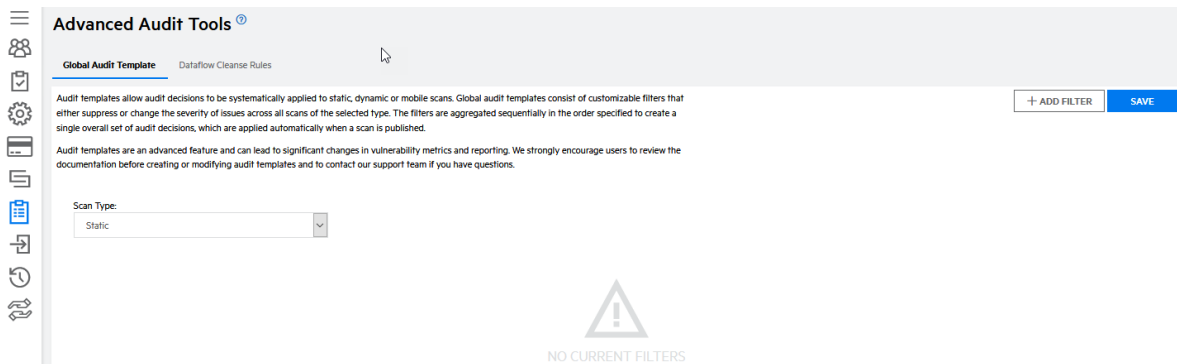 Advanced Audit Tools ?
Global Audit Template Dataflow Cleanse Rules
Audit templates allow audit decisions to be systematically applied to static, dynamic or mobile scans. Global audit templates consist of customizable filters that
either suppress or change the severity of issues across all scans of the selected type. The filters are aggregated sequentially in the order specified to create a
single overall set of audit decisions, which are applied automatically when a scan is published.
+ ADD FILTER SAVE
Audit templates are an advanced feature and can lead to significant changes in vulnerability metrics and reporting. We strongly encourage users to review the
documentation before creating or modifying audit templates and to contact our support team if you have questions.
Scan Type:
Static
NO CURRENT FILTERS